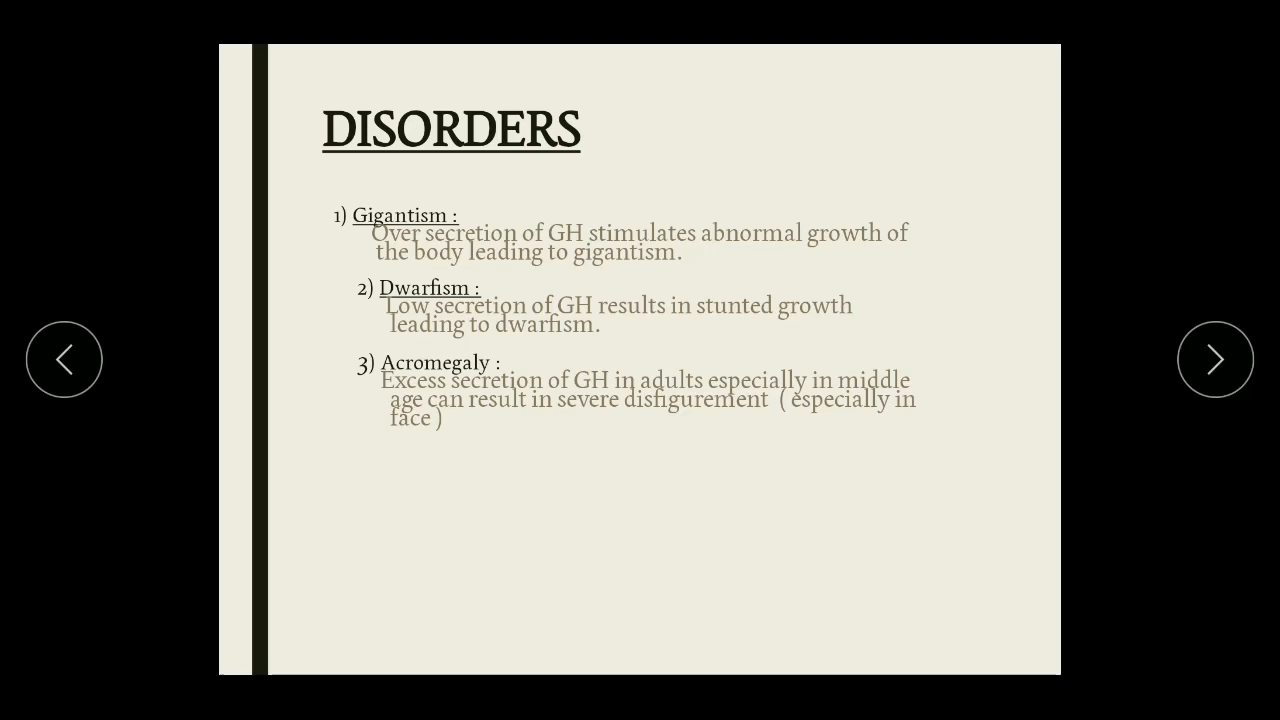 DISORDERS
1) Gigantism :
Over secretion of GH stimulates abnormal growth of
the body leading to gigantism.
2) Dwarfism :
Low secretion of GH results in stunted growth
leading to dwarfism.
3) Acromegaly :
Excess secretion of GH in adults especially in middle
age can result in severe disfigurement ( especially in
face )